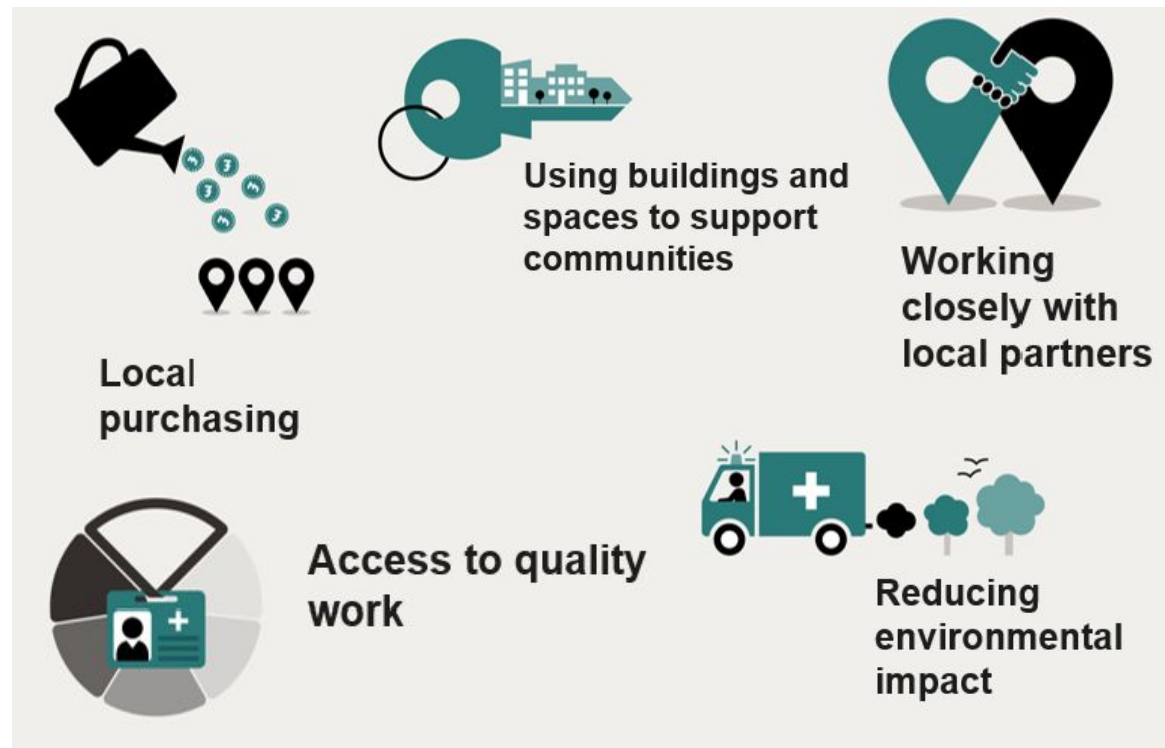 Local
purchasing
Using buildings and
spaces to support
communities
Working
closely with
local partners
Access to quality
work
Reducing
environmental
impact